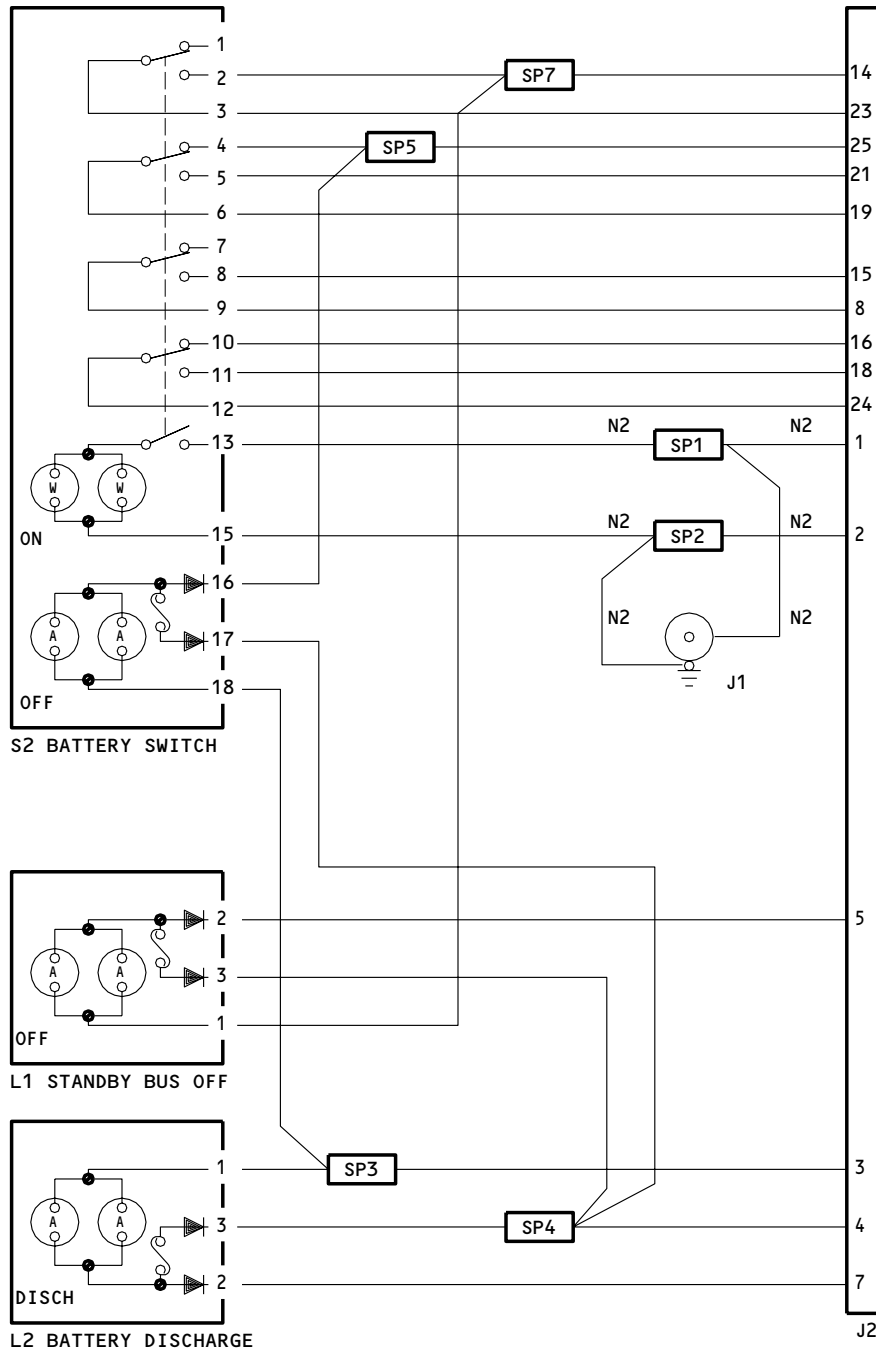 1
2
SP7
14
3
23
4
SP5
25
5
21
6
19
7
8
15
9
8
10
16
11
18
12
24
N2
N2
13
SP1
1
W
W
N2
N2
ON
15
SP2
2
16
N2
N2
A
A
17
18
J1
OFF
S2 BATTERY SWITCH
2
5
A
A
3
1
OFF
L1 STANDBY BUS OFF
1
SP3
3
A
A
3
SP4
4
2
7
DISCH
L2 BATTERY DISCHARGE
J2